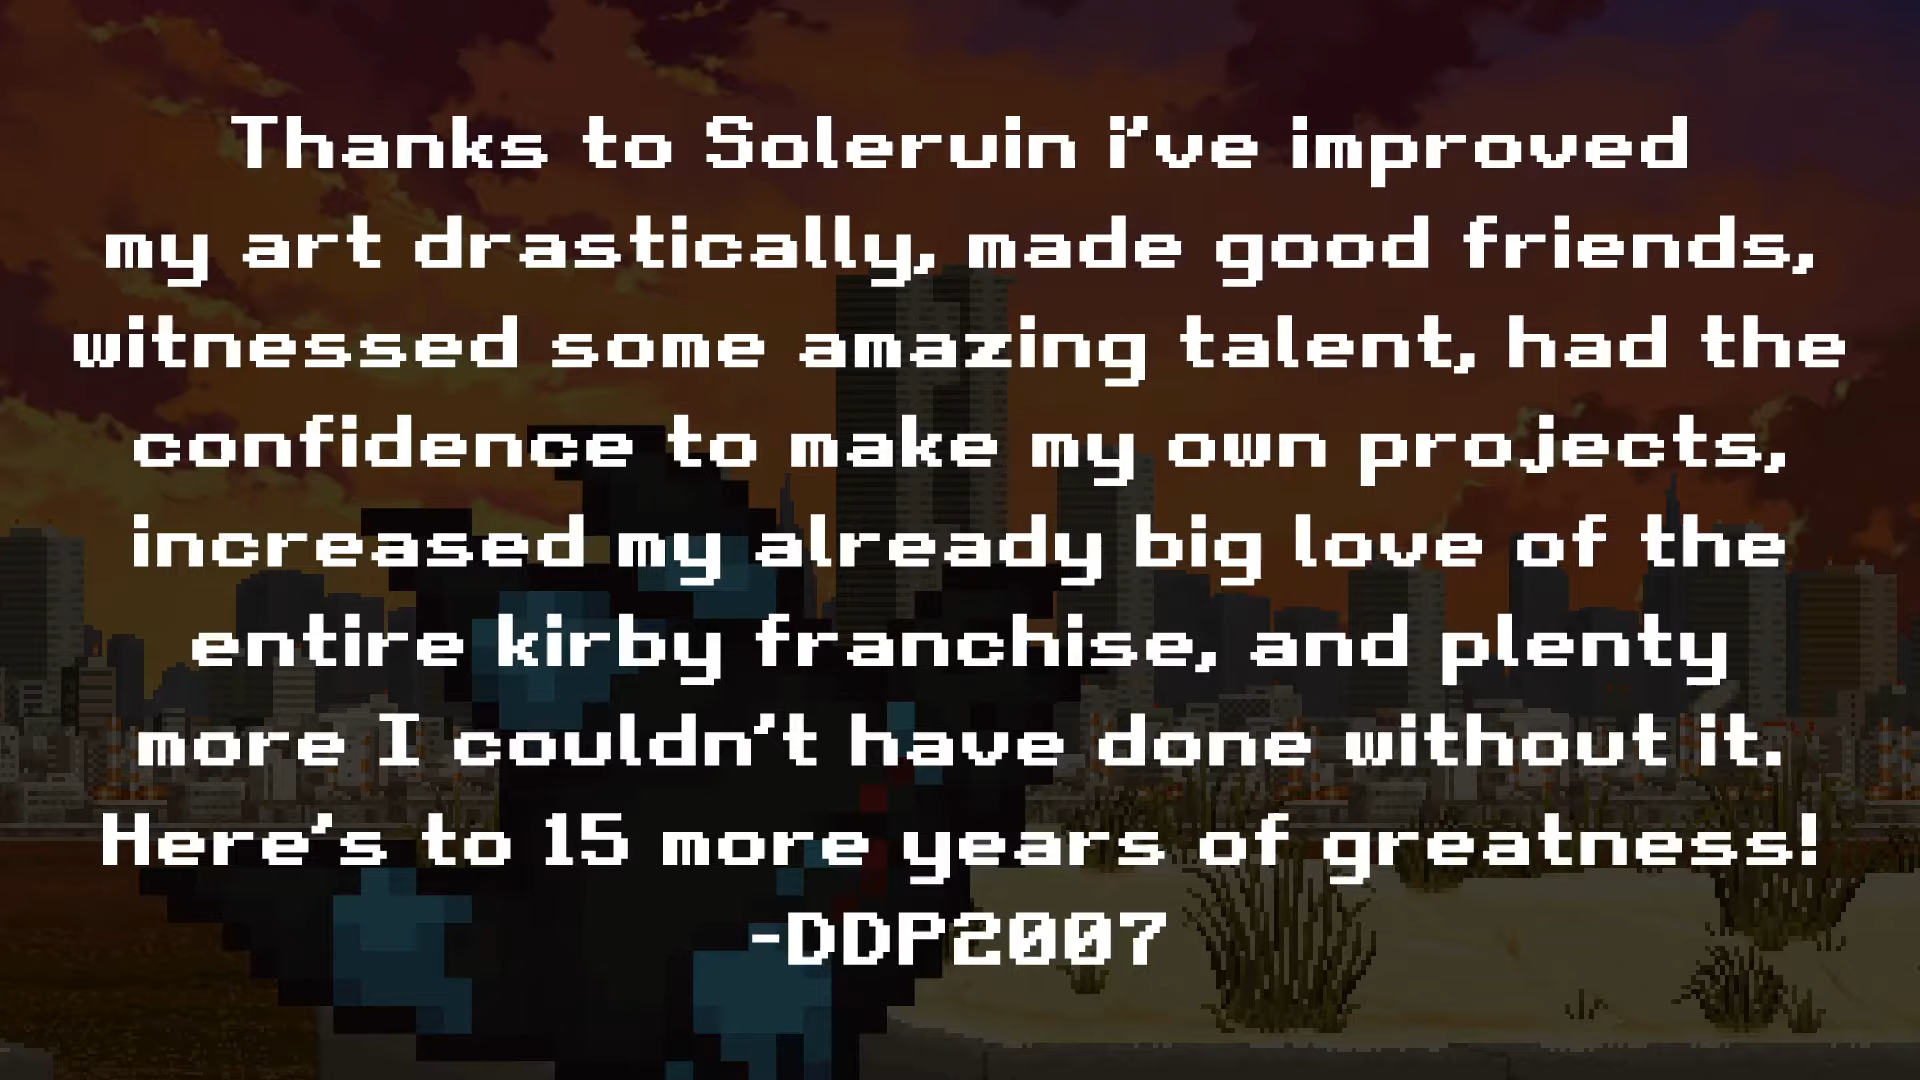 Thanks to Soleruin i've improved
my art drastically, made good friends,
witnessed some amazing talent, had the
confidence to make my own projects,
increased my already big love of the
entire kirby franchise, and plenty
more I couldn't have done without it.
Here's to 15 more years of greatness!
-DDP2007